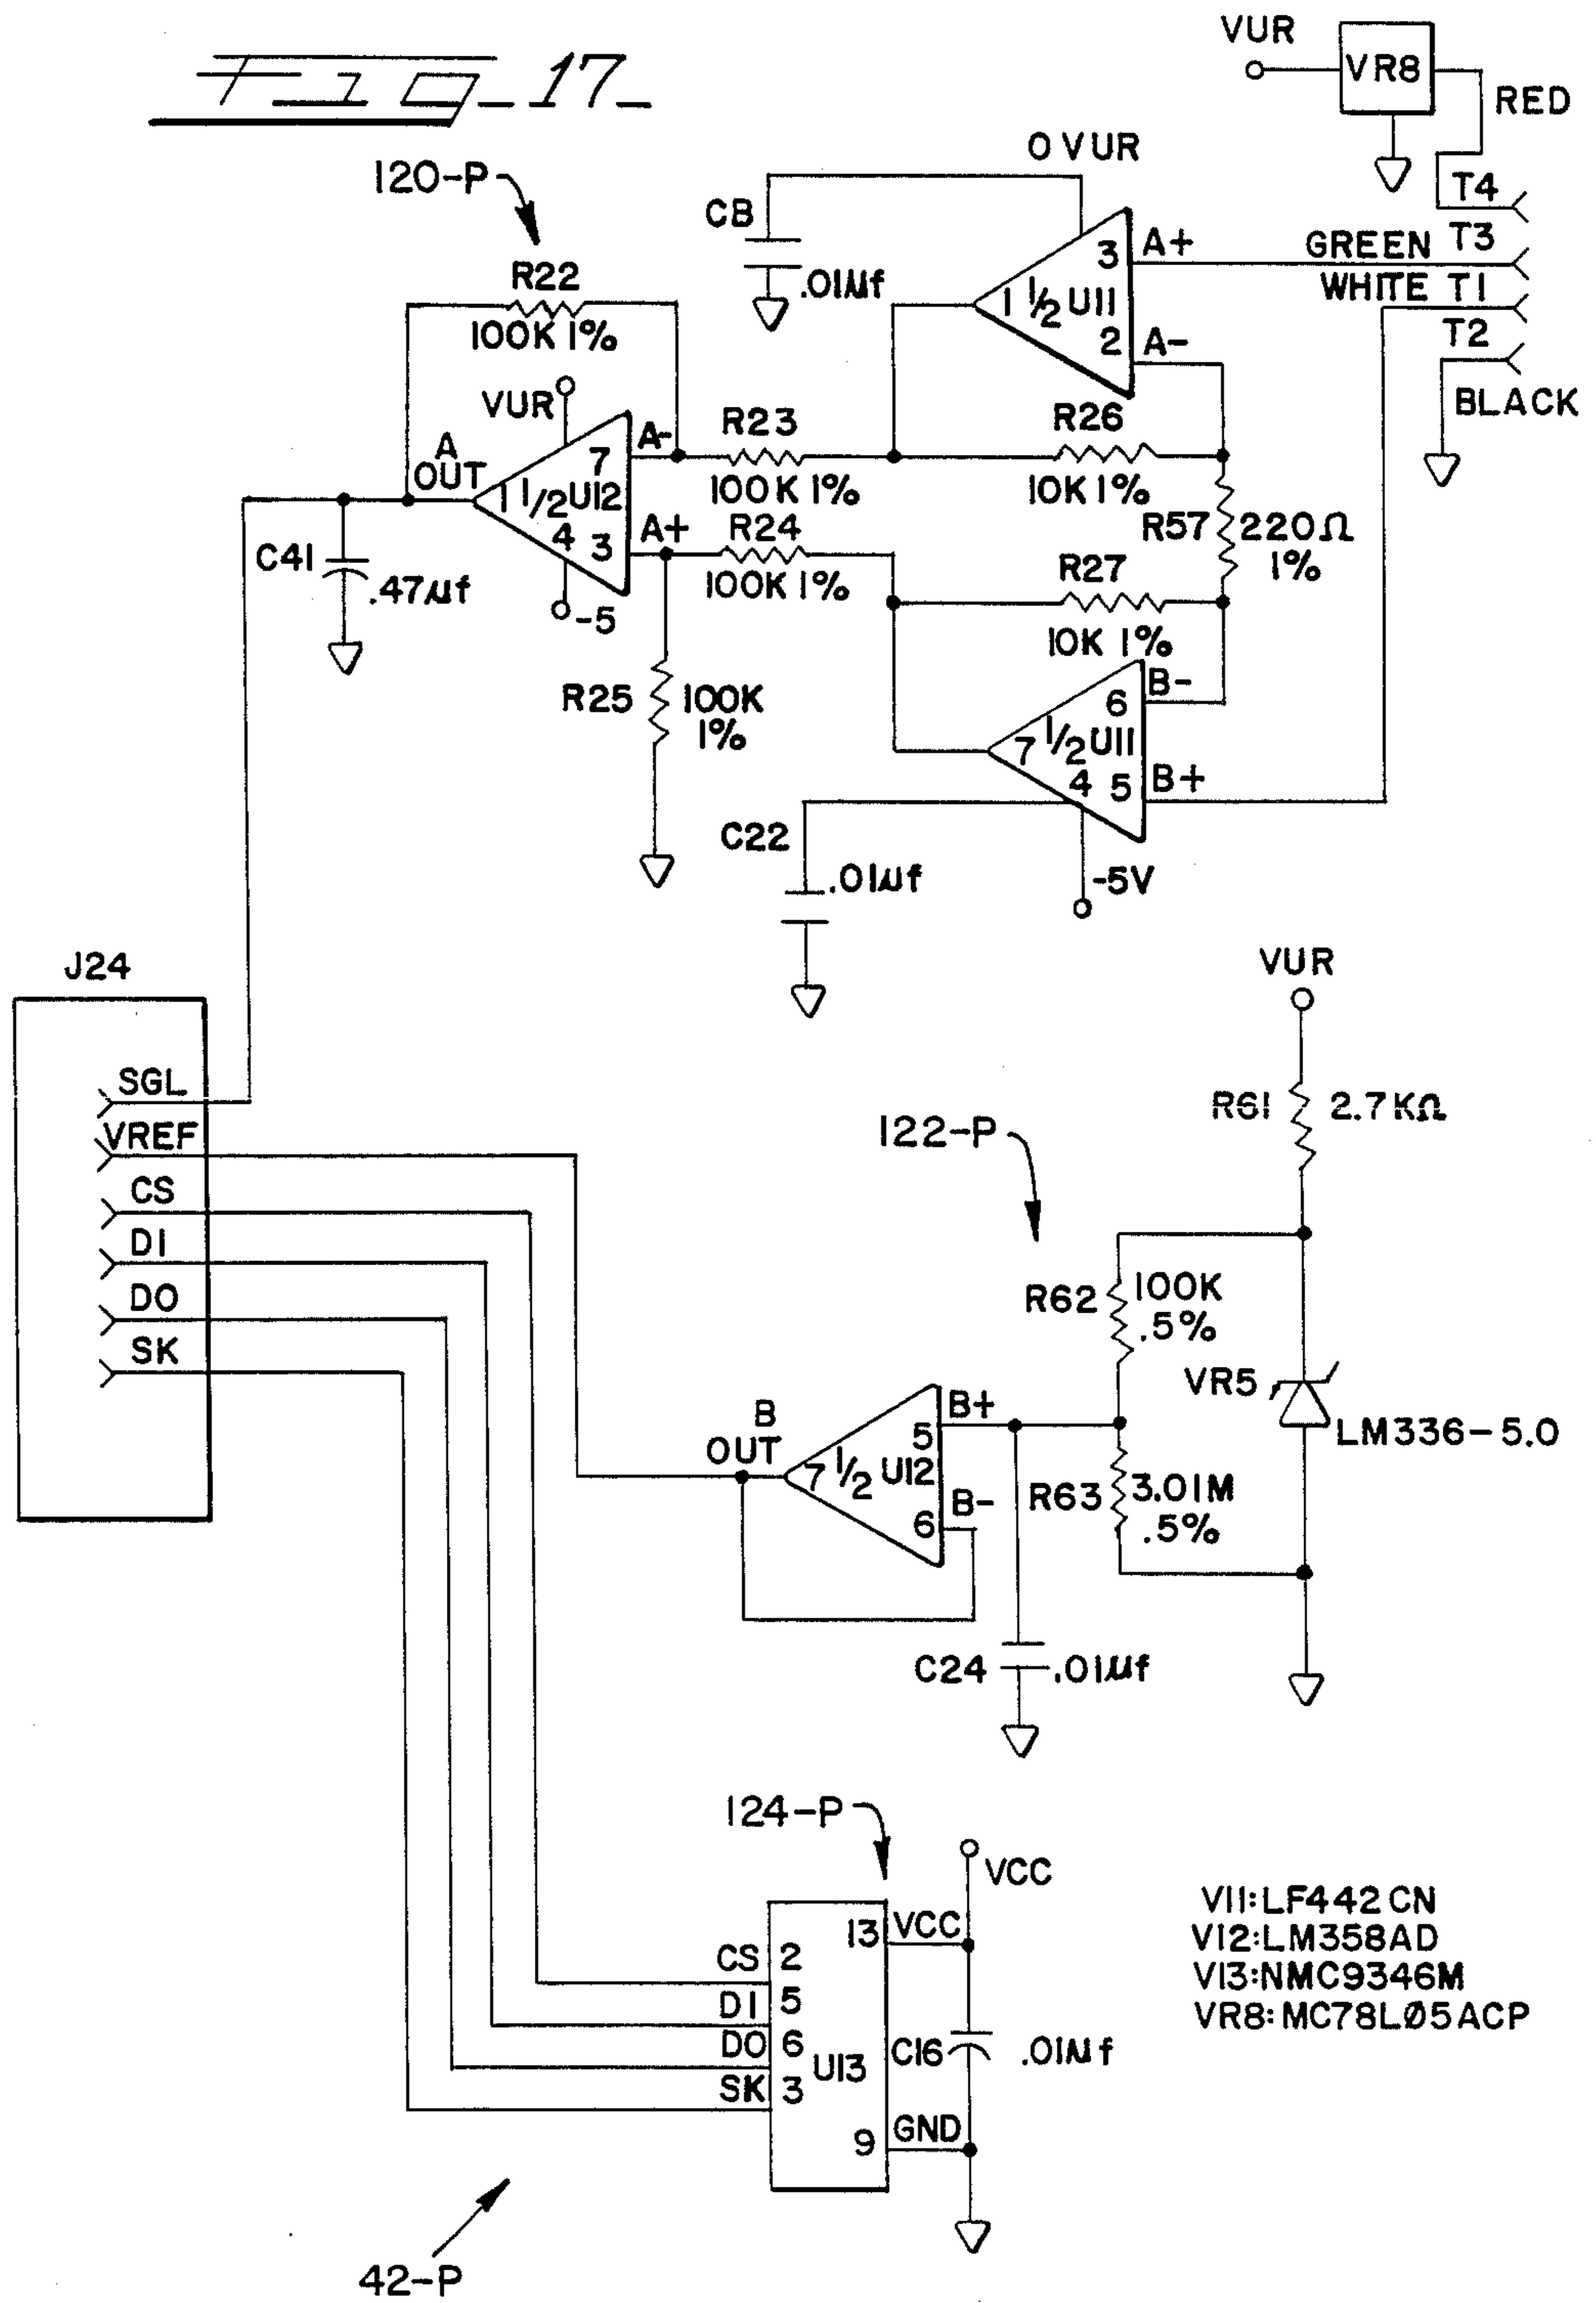 Fig-17-
VUR
VR8
RED
0 VUR
120-P
T4
CB
A+
GREEN T3
3
.01µf
R22
WHITE T1
1 1/2 U11
100K 1%
2 A-
T2
VUR
BLACK
A
OUT
A-
R23
R26
7
1 1/2 U12
100K 1%
10K 1%
4 3
A+
R24
R57
220Ω
1%
C41
.47µf
100K 1%
R27
-5
10K 1%
R25
100K
1%
B-
6
7 1/2 U11
4 5
B+
C22
.01µf
-5V
J24
VUR
SGL
R61
2.7KΩ
VREF
122-P
CS
DI
DO
R62
100K
.5%
SK
VR5
B
OUT
B+
5
LM336-5.0
7 1/2 U12
R63
3.01M
.5%
B-
6
C24
.01µf
124-P
VCC
V11:LF442CN
V12:LM358AD
V13:NMC9346M
VR8:MC78LØ5ACP
13 VCC
CS 2
DI 5
DO 6
U13
C16
.01µf
SK 3
9 GND
42-P